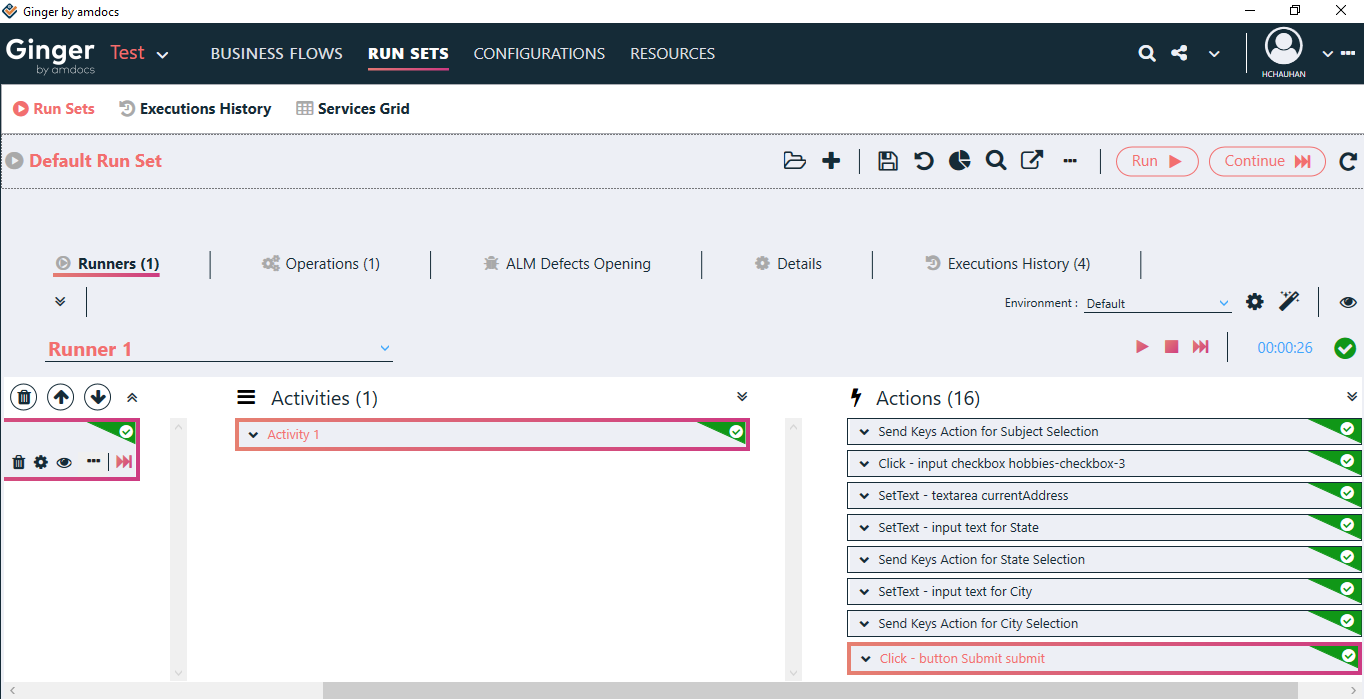 Ginger by amdocs
Ginger
by amdocs
Test
BUSINESS FLOWS
RUN SETS
CONFIGURATIONS
RESOURCES
HCHAUHAN
Run Sets
Executions History
Services Grid
Default Run Set
Run
Continue
Runners (1)
Operations (1)
ALM Defects Opening
Details
Executions History (4)
Environment :
Default
Runner 1
00:00:26
Activities (1)
Actions (16)
Activity 1
Send Keys Action for Subject Selection
Click - input checkbox hobbies-checkbox-3
SetText - textarea currentAddress
SetText - input text for State
Send Keys Action for State Selection
SetText - input text for City
Send Keys Action for City Selection
Click - button Submit submit